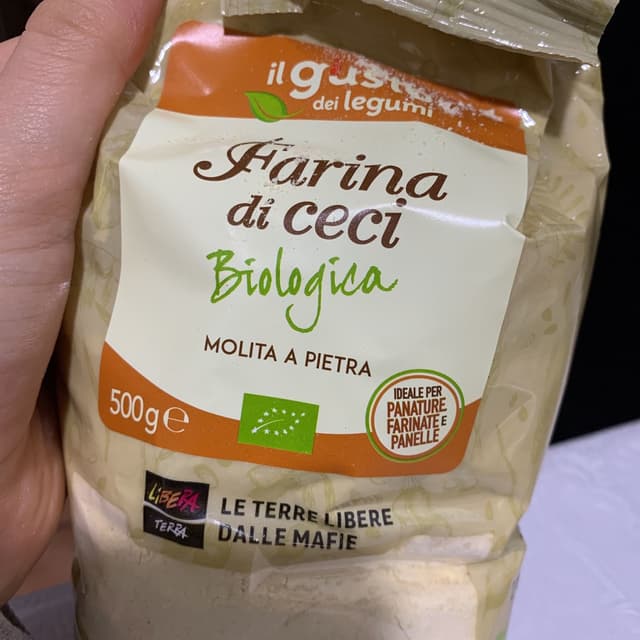 il gusto
dei legumi
Farina
di ceci
Biologica
MOLITA A PIETRA
500g e
IDEALE PER
PANATURE
FARINATE E
PANELLE
LIBERA
TERRA
LE TERRE LIBERE
DALLE MAFIE